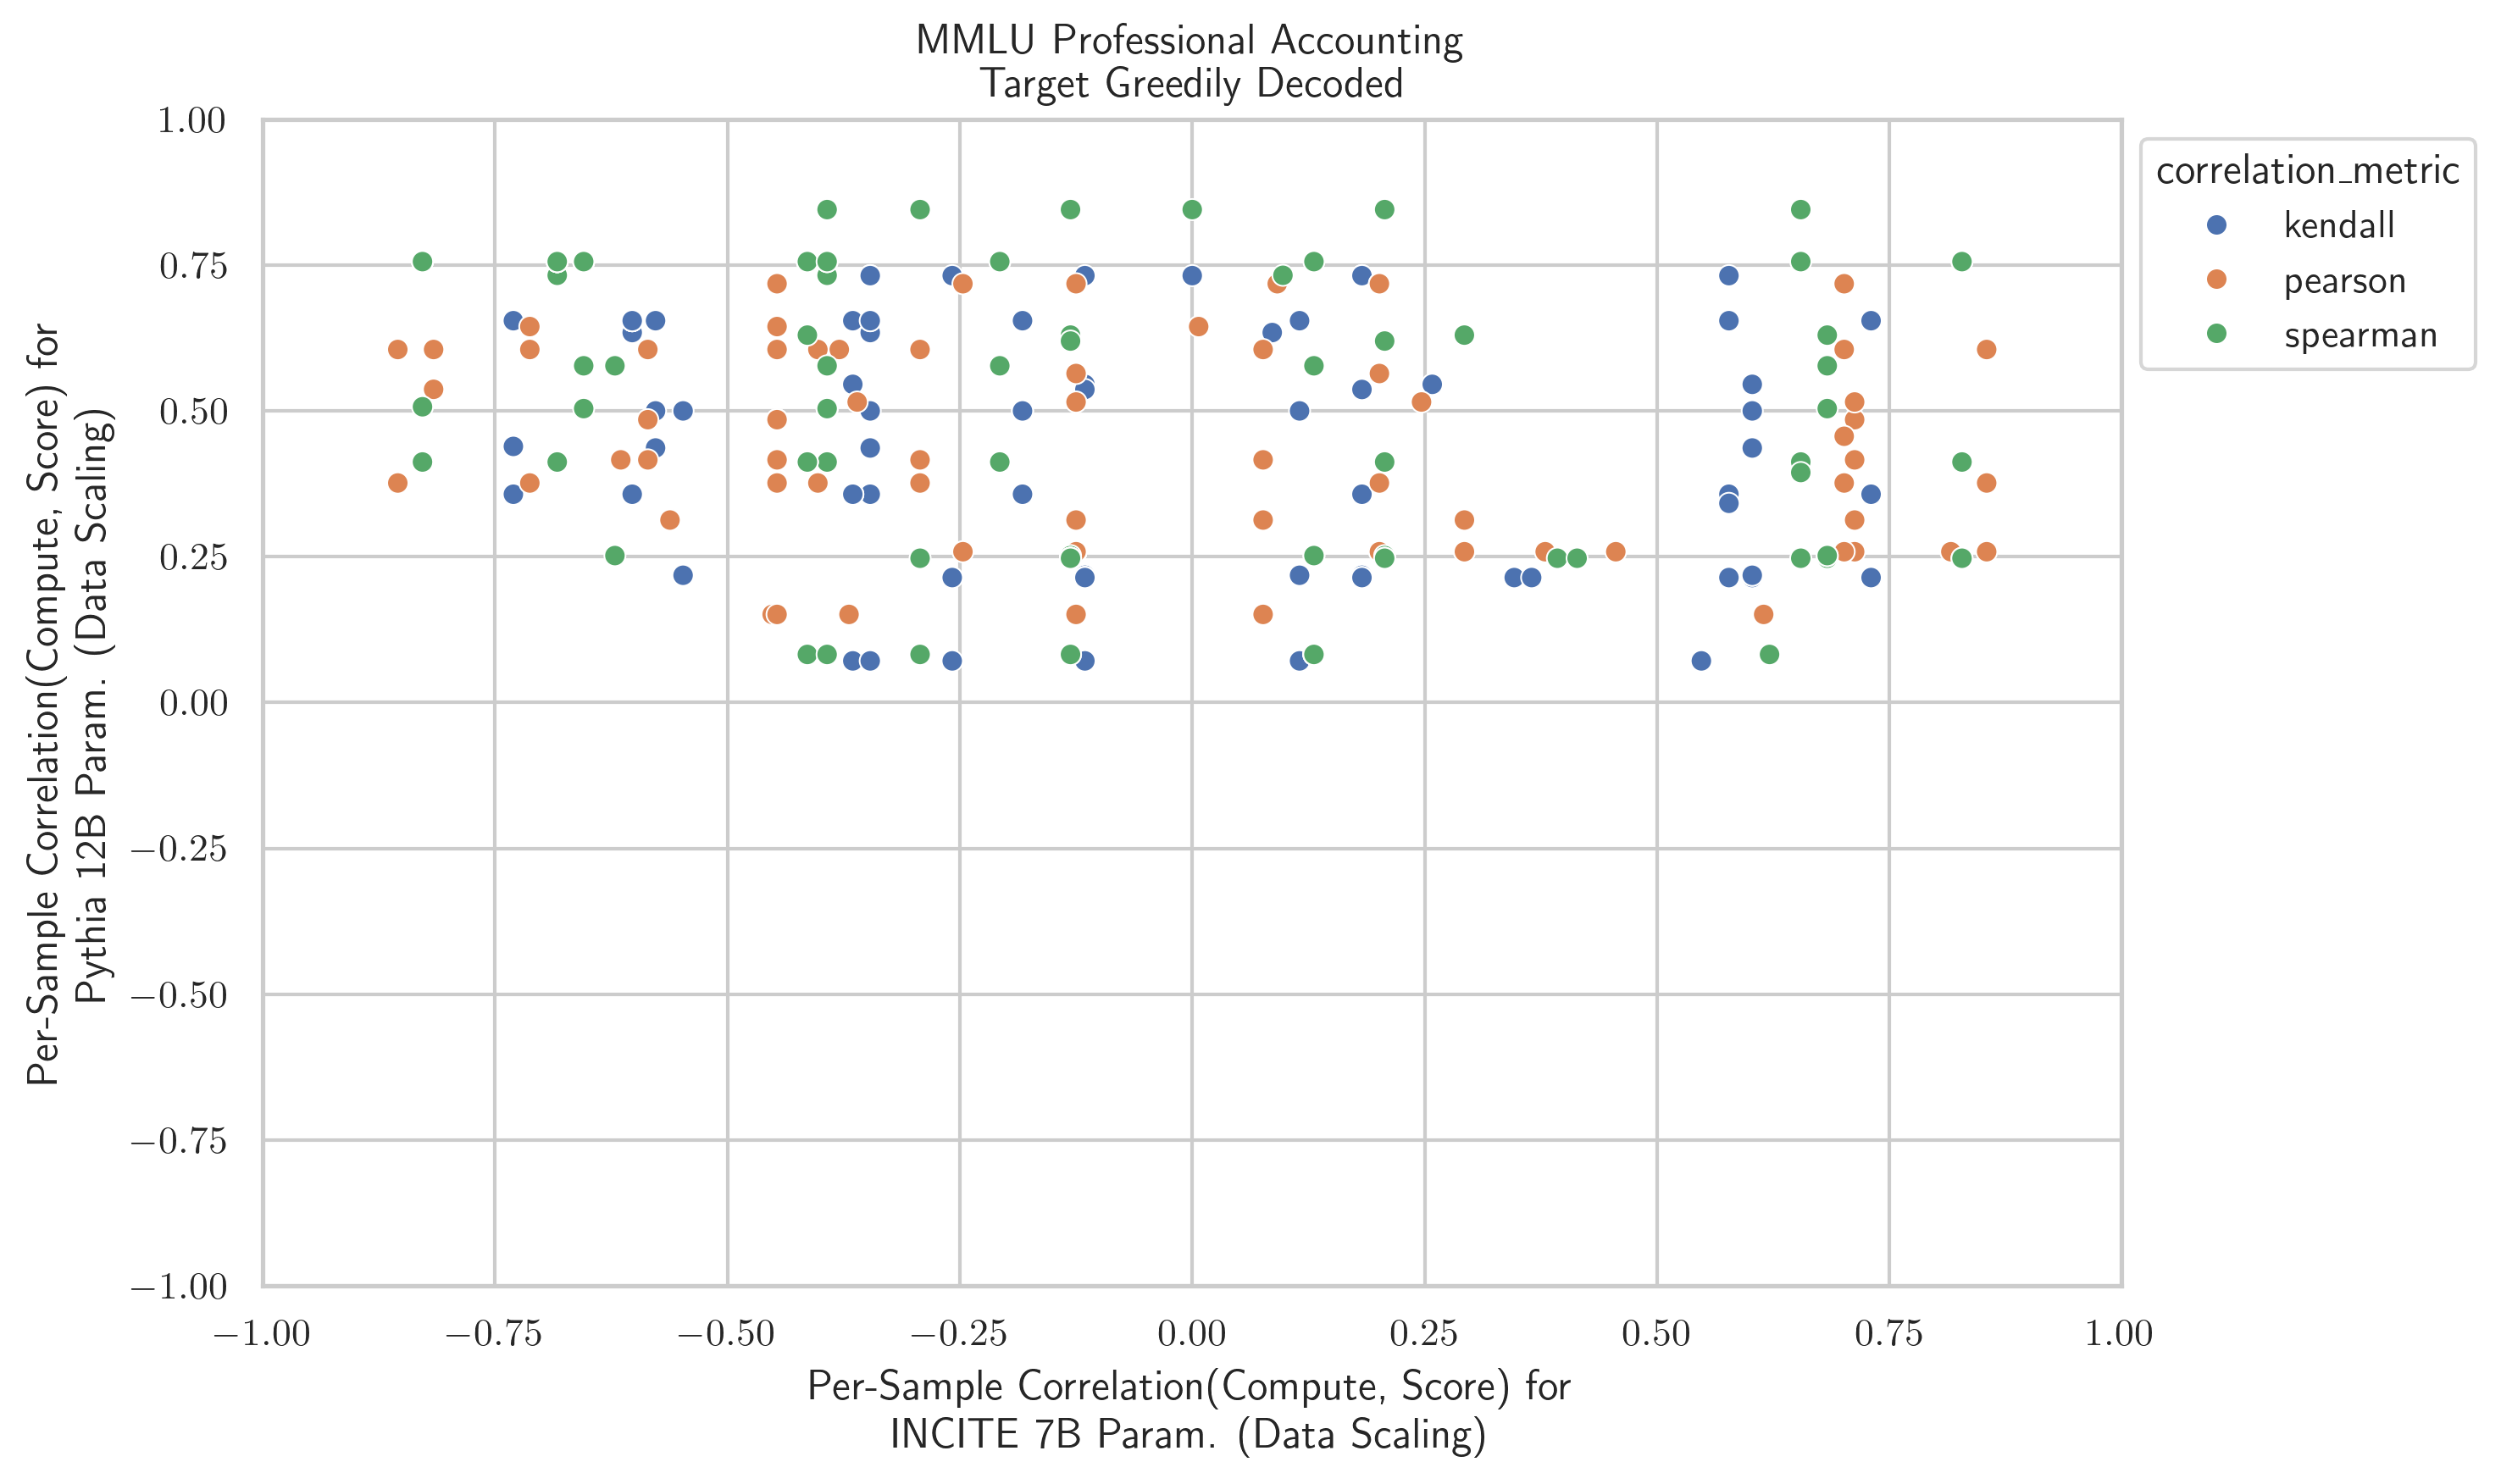 MMLU Professional Accounting
Target Greedily Decoded
Per-Sample Correlation(Compute, Score) for
Pythia 12B Param. (Data Scaling)
1.00
0.75
0.50
0.25
0.00
−0.25
−0.50
−0.75
−1.00
−1.00 −0.75 −0.50 −0.25 0.00 0.25 0.50 0.75 1.00
Per-Sample Correlation(Compute, Score) for
INCITE 7B Param. (Data Scaling)
correlation_metric
kendall
pearson
spearman